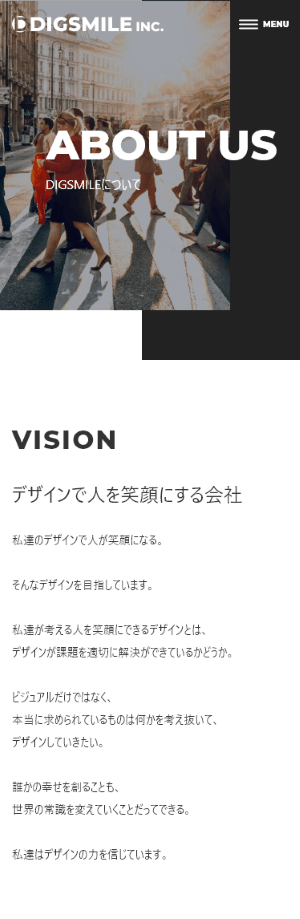 DIGSMILE INC.
MENU
ABOUT US
DIGSMILEについて
VISION
デザインで人を笑顔にする会社
私達のデザインで人が笑顔になる。
そんなデザインを目指しています。
私達が考える人を笑顔にできるデザインとは、
デザインが課題を適切に解決ができているかどうか。
ビジュアルだけではなく、
本当に求められているものは何かを考え抜いて、
デザインしていきたい。
誰かの幸せを創ることも、
世界の常識を変えていくことだってできる。
私達はデザインの力を信じています。